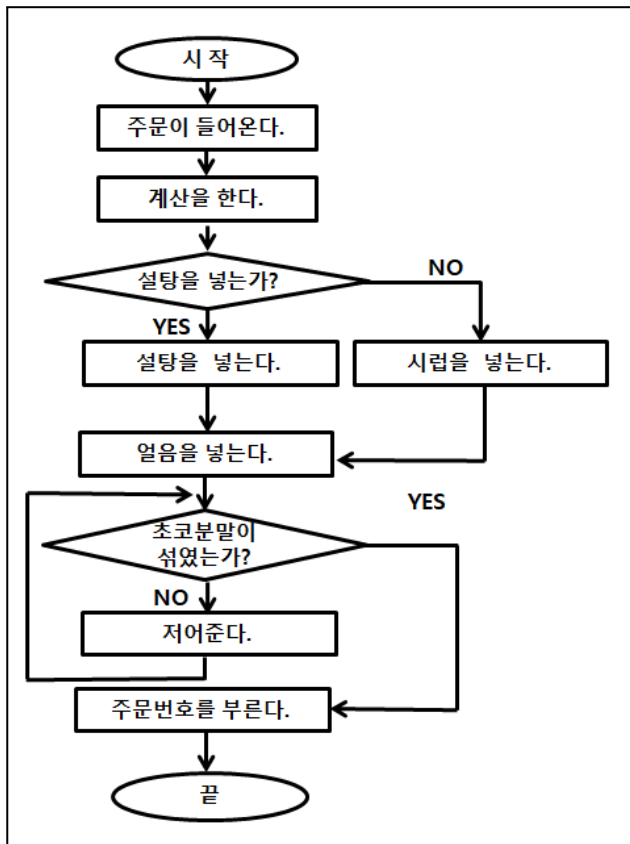 시 작
주문이 들어온다.
계산을 한다.
설탕을 넣는가?
NO
YES
설탕을 넣는다.
시럽을 넣는다.
얼음을 넣는다.
YES
초코분말이
섞였는가?
NO
저어준다.
주문번호를 부른다.
끝